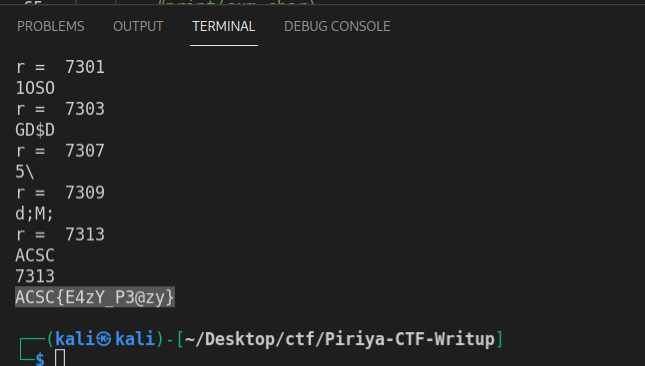 PROBLEMS OUTPUT TERMINAL DEBUG CONSOLE
r =  7301
1OSO
r =  7303
GD$D
r =  7307
5\
r =  7309
d;M;
r =  7313
ACSC
7313
ACSC{E4zY_P3@zy}
┌──(kali㉿kali)-[~/Desktop/ctf/Piriya-CTF-Writup]
└─$